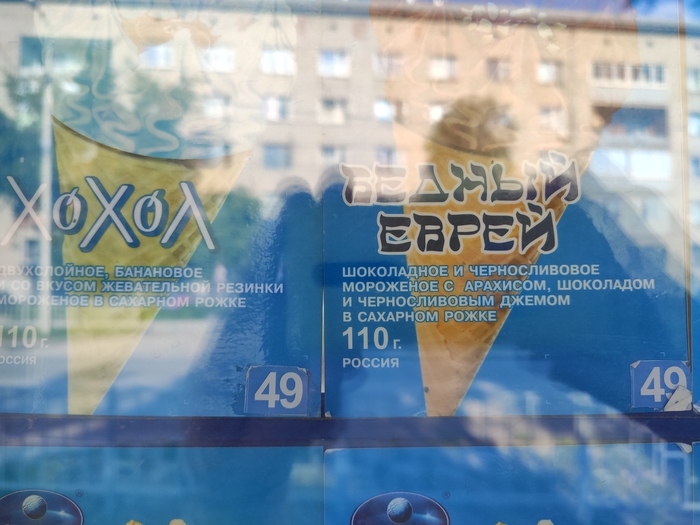 ХОХОЛ
ДВУХСЛОЙНОЕ, БАНАНОВОЕ
И СО ВКУСОМ ЖЕВАТЕЛЬНОЙ РЕЗИНКИ
МОРОЖЕНОЕ В САХАРНОМ РОЖКЕ
110 г.
РОССИЯ
49
БЕДНЫЙ
ЕВРЕЙ
ШОКОЛАДНОЕ И ЧЕРНОСЛИВОВОЕ
МОРОЖЕНОЕ С АРАХИСОМ, ШОКОЛАДОМ
И ЧЕРНОСЛИВОВЫМ ДЖЕМОМ
В САХАРНОМ РОЖКЕ
110 г.
РОССИЯ
49